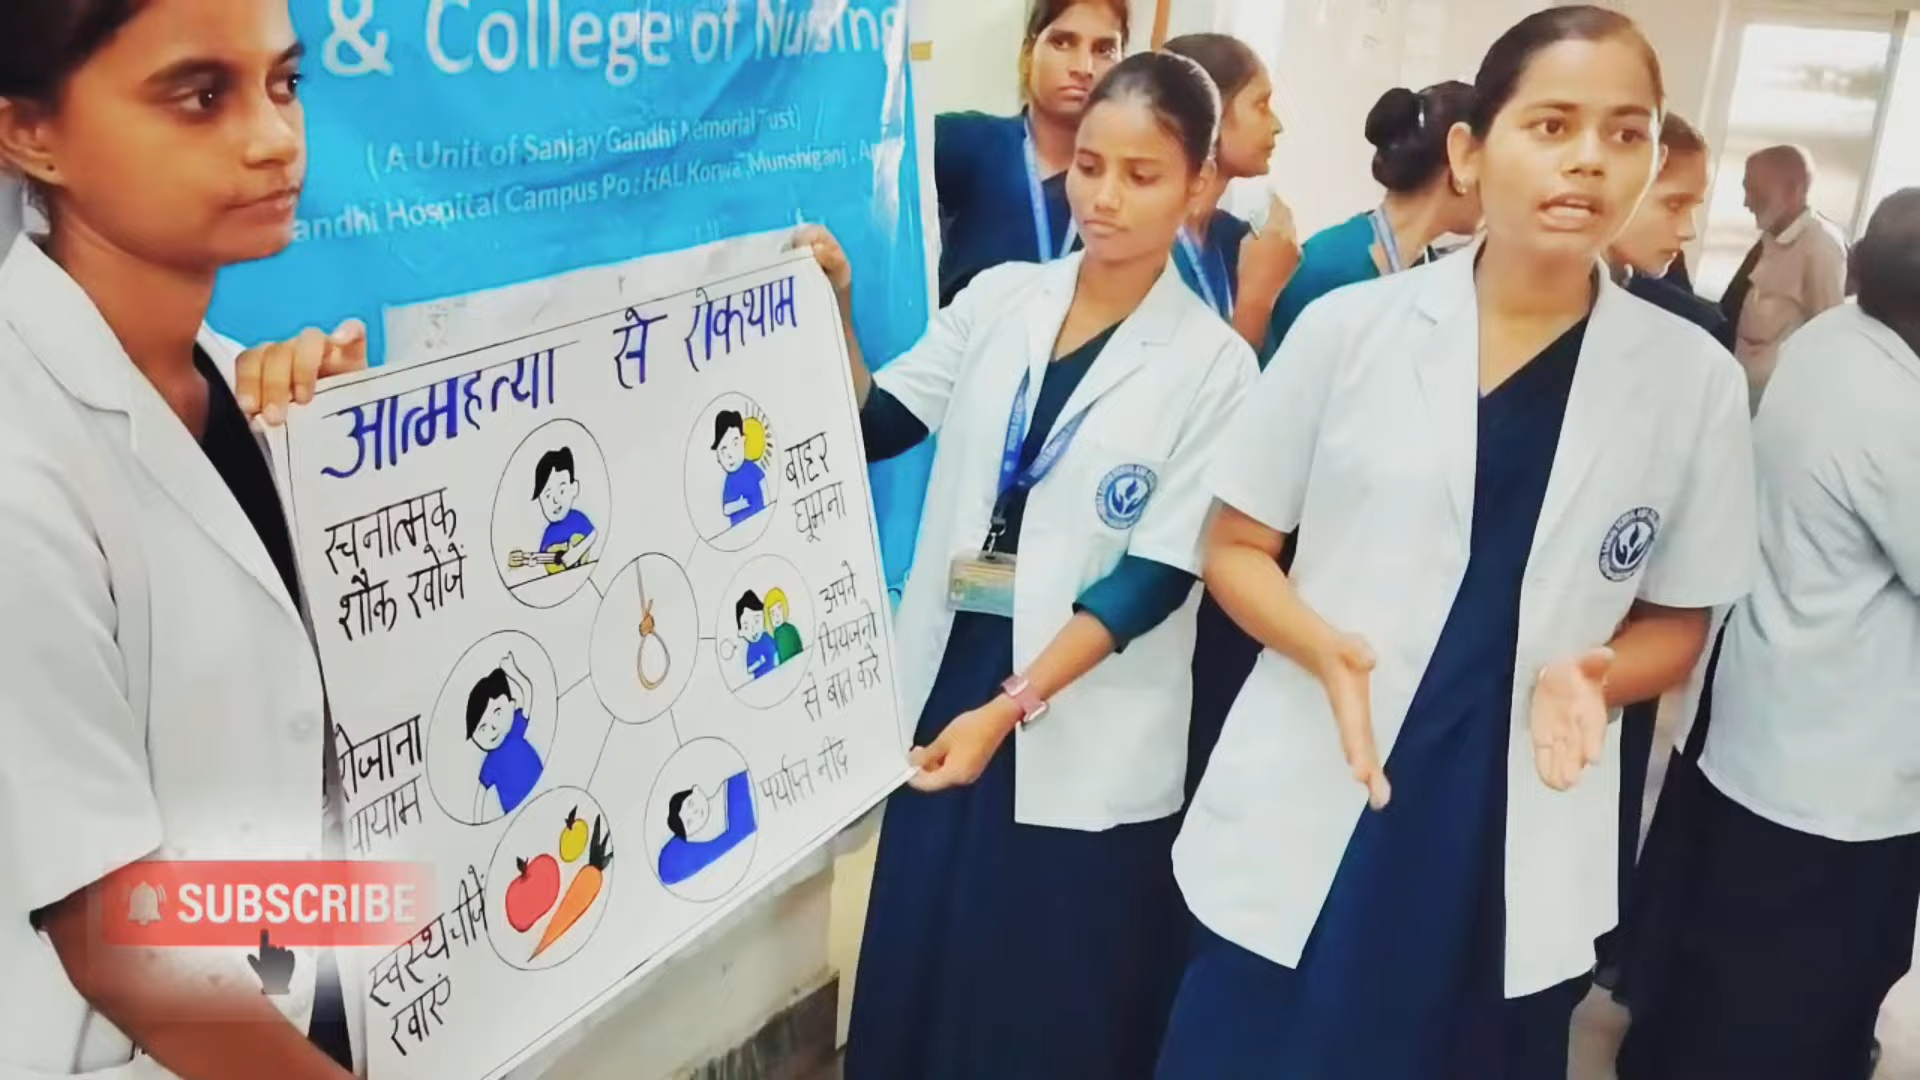 & College of Nursing
( A Unit of Sanjay Gandhi Memorial Trust)
andhi Hospital Campus Po: HAL Korwa, Munshiganj,
आत्महत्या से रोकथाम
रचनात्मक
शौक खोंजें
बाहर
घूमना
अपने
प्रियजनो
से बात करे
रोजाना
पर्याप्त नींद
स्वस्थ चीजें
खाएं
SUBSCRIBE